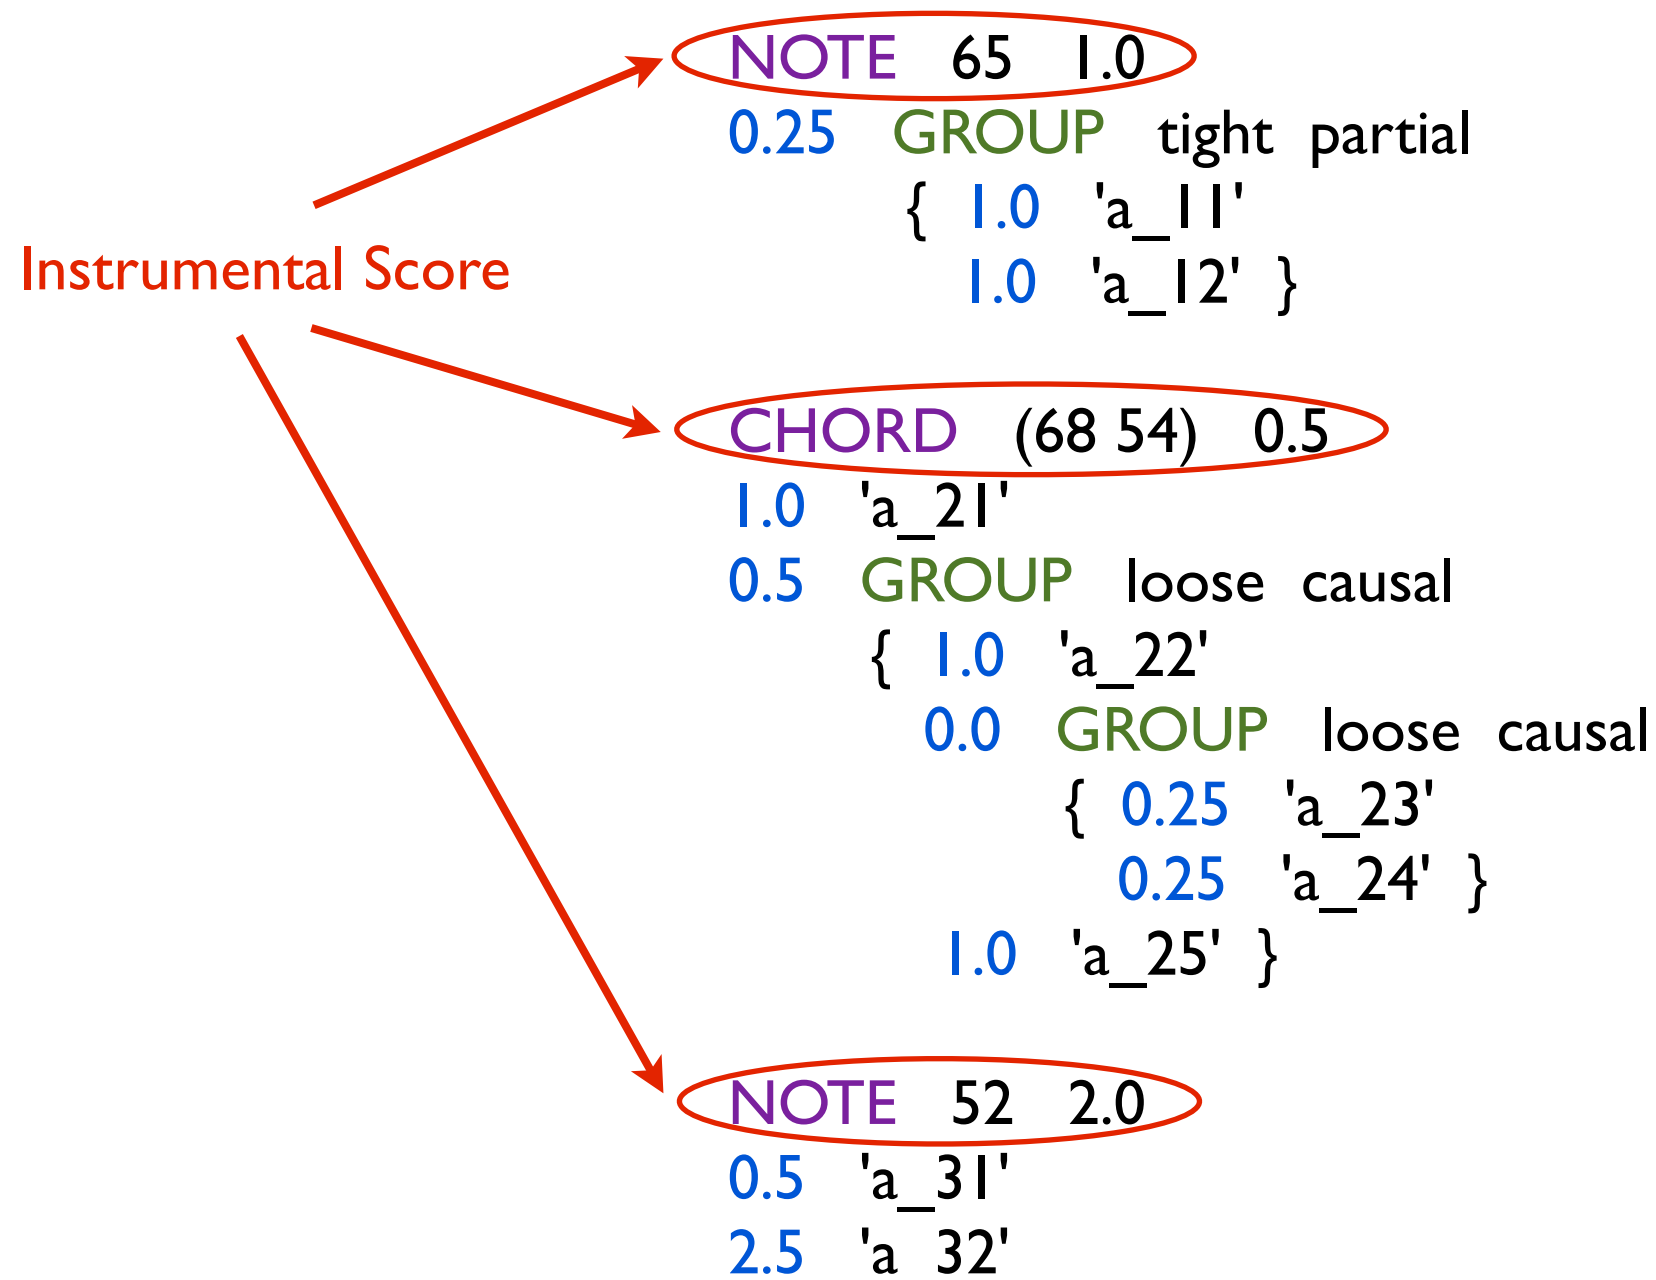 Instrumental Score
NOTE 65 1.0
0.25 GROUP tight partial
{ 1.0 'a_11'
1.0 'a_12' }
CHORD (68 54) 0.5
1.0 'a_21'
0.5 GROUP loose causal
{ 1.0 'a_22'
0.0 GROUP loose causal
{ 0.25 'a_23'
0.25 'a_24' }
1.0 'a_25' }
NOTE 52 2.0
0.5 'a_31'
2.5 'a 32'